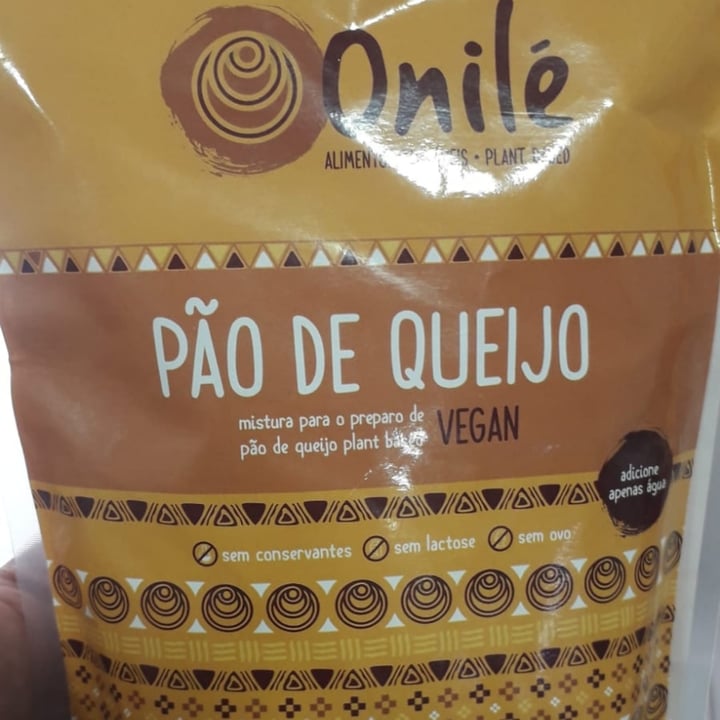 Onilé
PLANT
PÃO DE QUEIJO
mistura para o preparo de
pão de queijo plant based
VEGAN
adicione
apenas água
sem conservantes
sem lactose
sem ovo